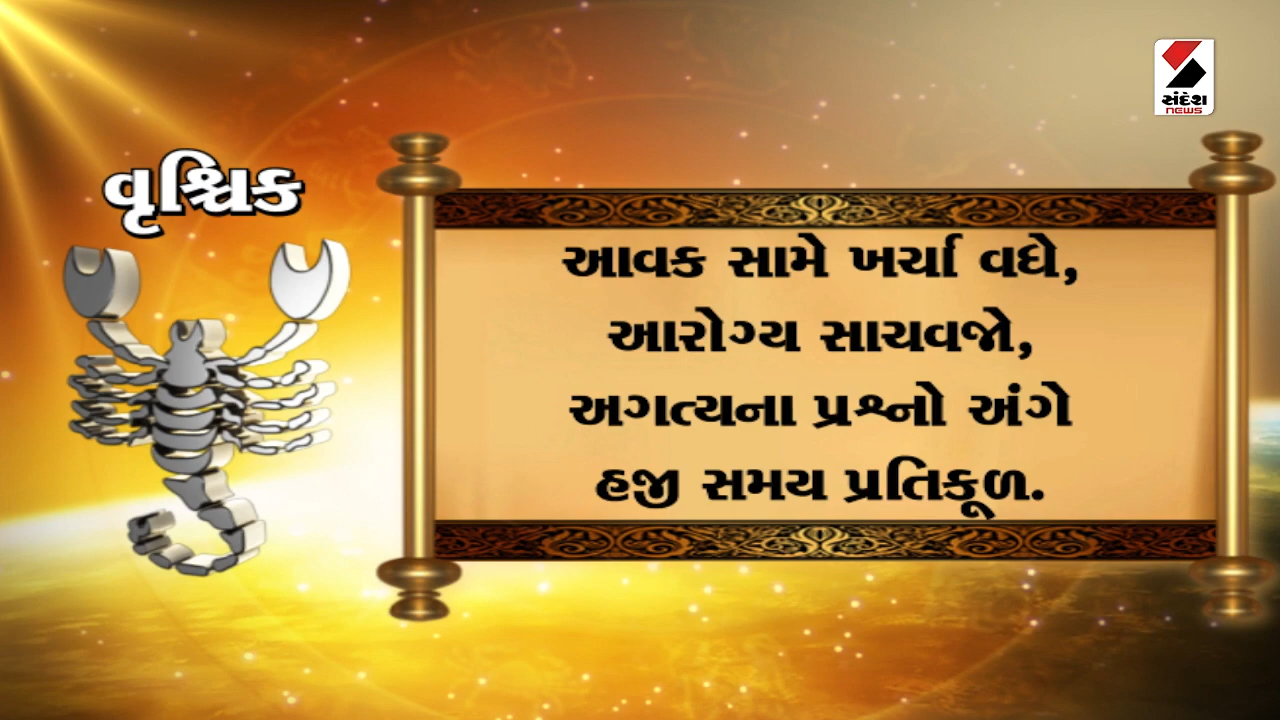 સંદેશ
NEWS
વૃશ્ચિક
આવક સામે ખર્ચા વધે,
આરોગ્ય સાચવજો,
અગત્યના પ્રશ્નો અંગે
હજી સમય પ્રતિકૂળ.